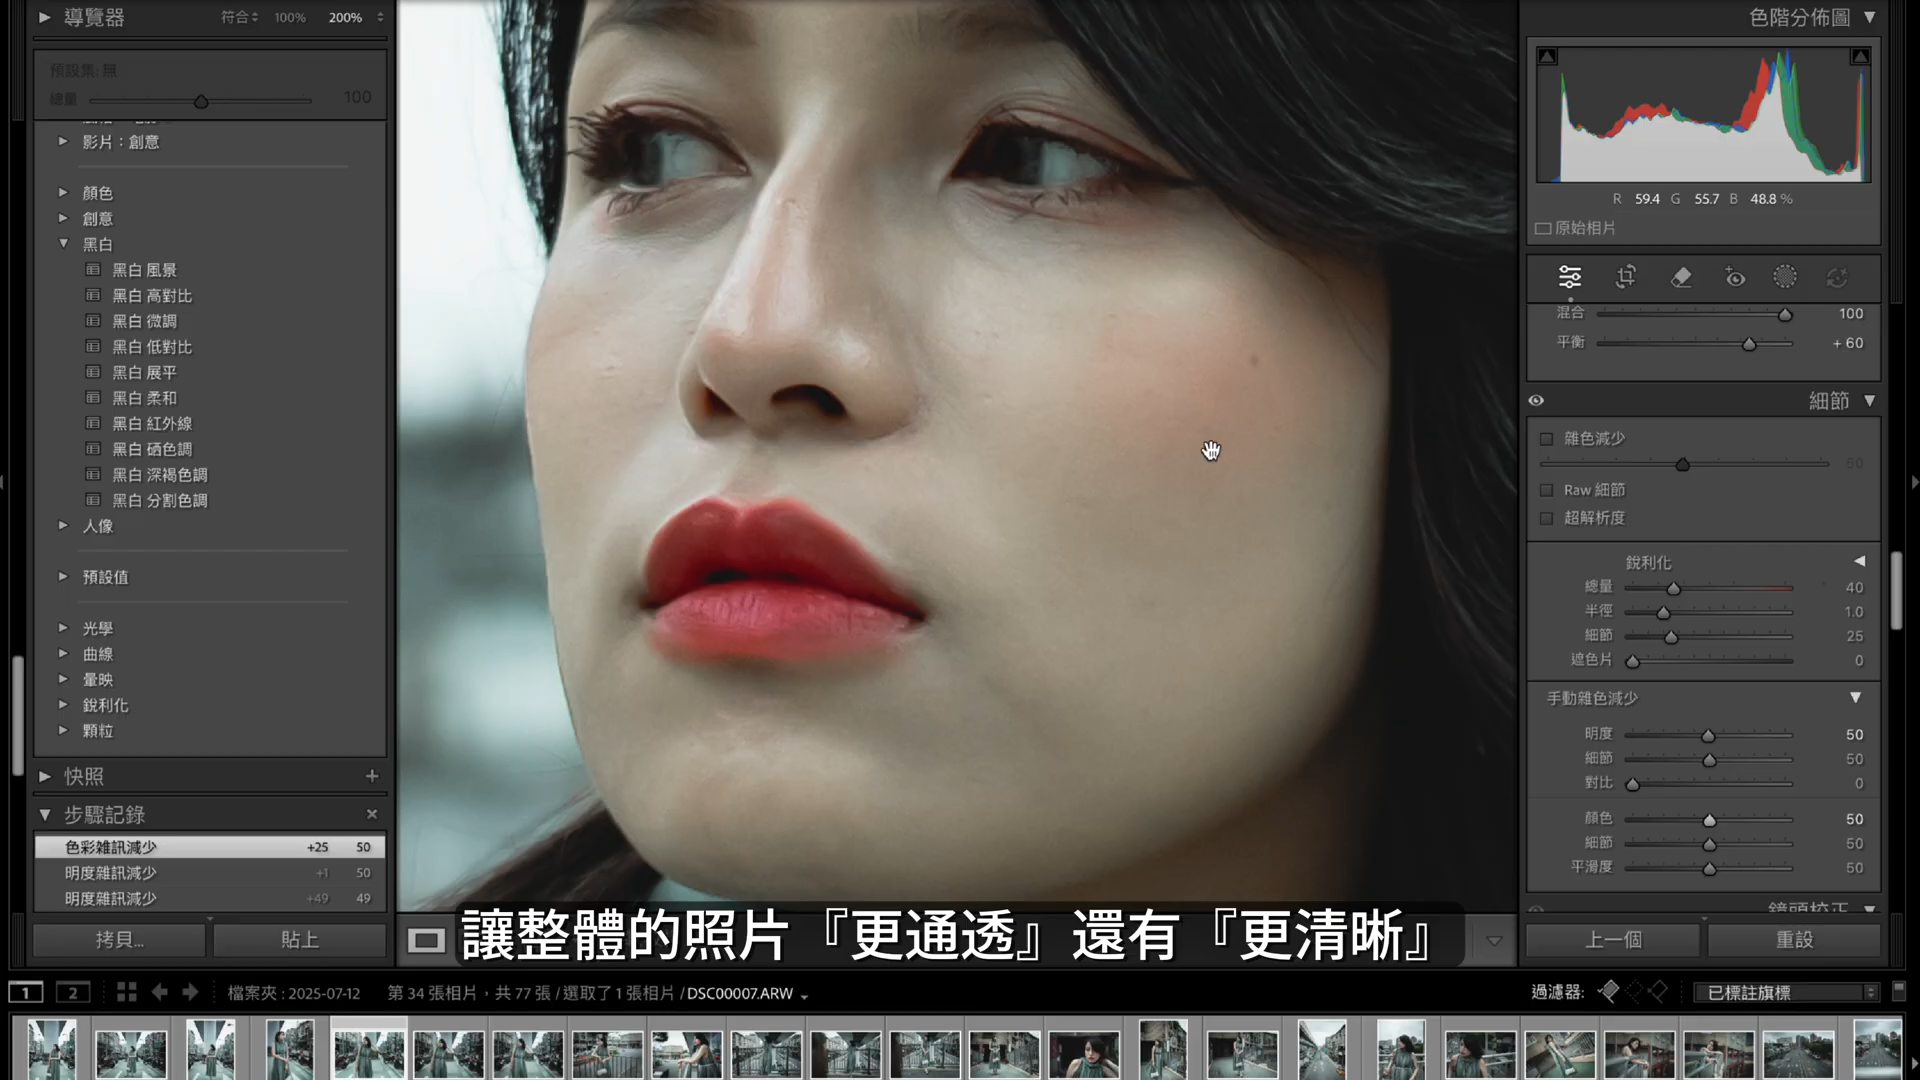 導覽器
符合 100% 200%
預設集: 無
總量 100
影片：創意
顏色
創意
黑白
黑白 風景
黑白 高對比
黑白 微調
黑白 低對比
黑白 展平
黑白 柔和
黑白 紅外線
黑白 硒色調
黑白 深褐色調
黑白 分割色調
人像
預設值
光學
曲線
暈映
銳利化
顆粒
快照 +
步驟記錄 ×
色彩雜訊減少 +25 50
明度雜訊減少 +1 50
明度雜訊減少 +49 49
拷貝... 貼上
讓整體的照片『更通透』還有『更清晰』
色階分佈圖
R 59.4 G 55.7 B 48.8 %
原始相片
混合 100
平衡 + 60
細節
雜色減少
50
Raw 細節
超解析度
銳利化
總量 40
半徑 1.0
細節 25
遮色片 0
手動雜色減少
明度 50
細節 50
對比 0
顏色 50
細節 50
平滑度 50
鏡頭校正
上一個 重設
1 2 檔案夾 : 2025-07-12 第 34 張相片，共 77 張 / 選取了 1 張相片 / DSC00007.ARW
過濾器: 已標註旗標